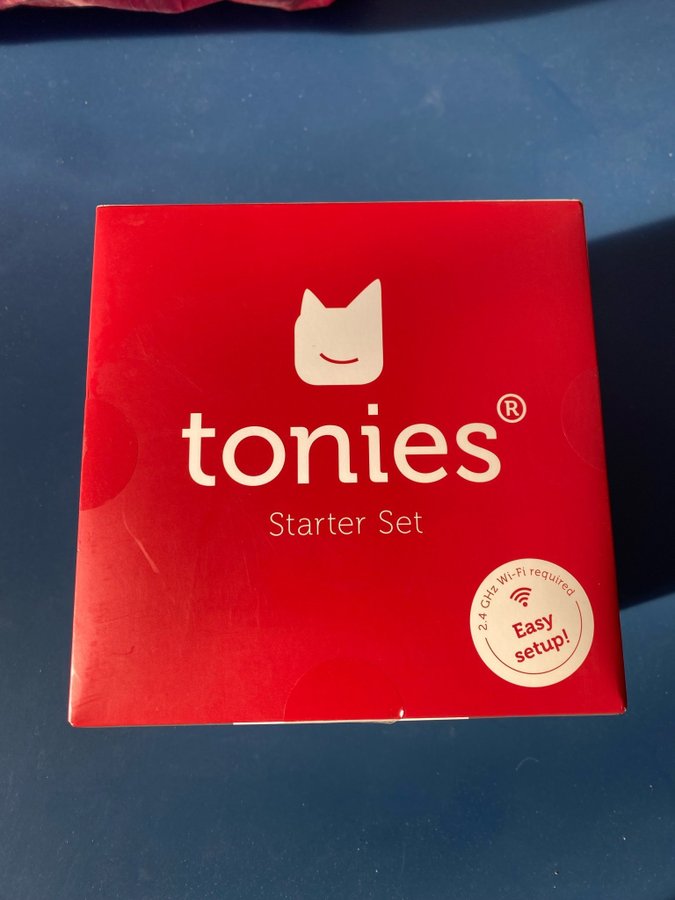 tonies®
Starter Set
2.4 GHz Wi-Fi required
Easy
setup!